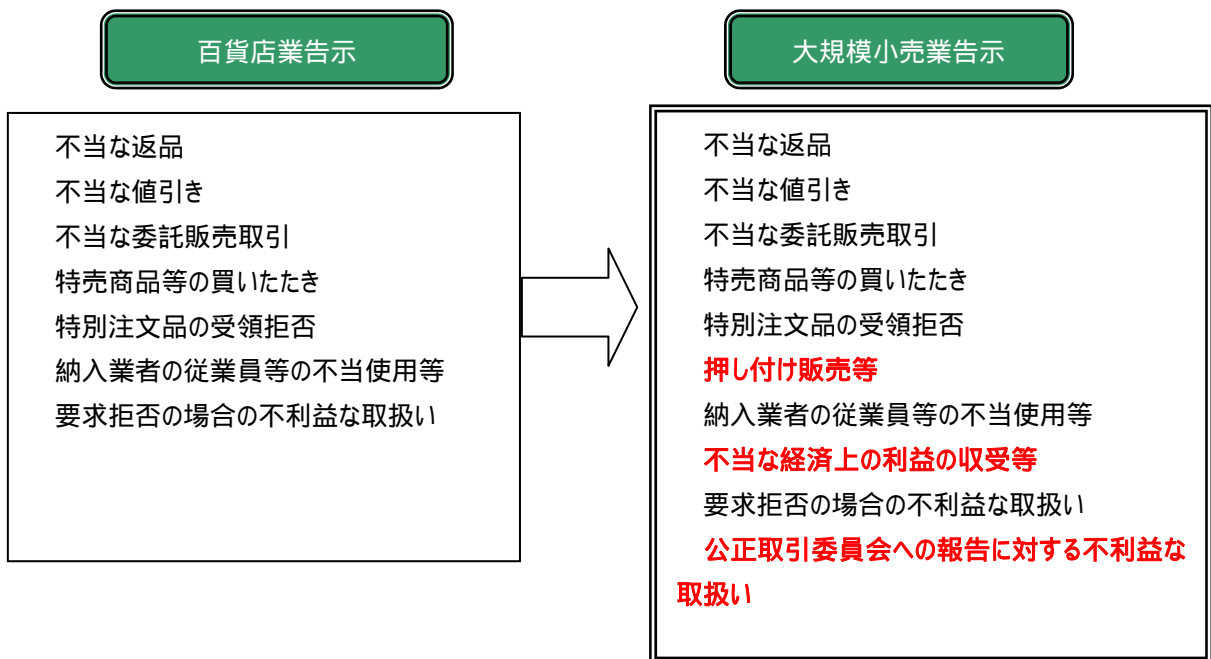 百貨店業告示
不当な返品
不当な値引き
不当な委託販売取引
特売商品等の買いたたき
特別注文品の受領拒否
納入業者の従業員等の不当使用等
要求拒否の場合の不利益な取扱い
大規模小売業告示
不当な返品
不当な値引き
不当な委託販売取引
特売商品等の買いたたき
特別注文品の受領拒否
押し付け販売等
納入業者の従業員等の不当使用等
不当な経済上の利益の収受等
要求拒否の場合の不利益な取扱い
公正取引委員会への報告に対する不利益な
取扱い